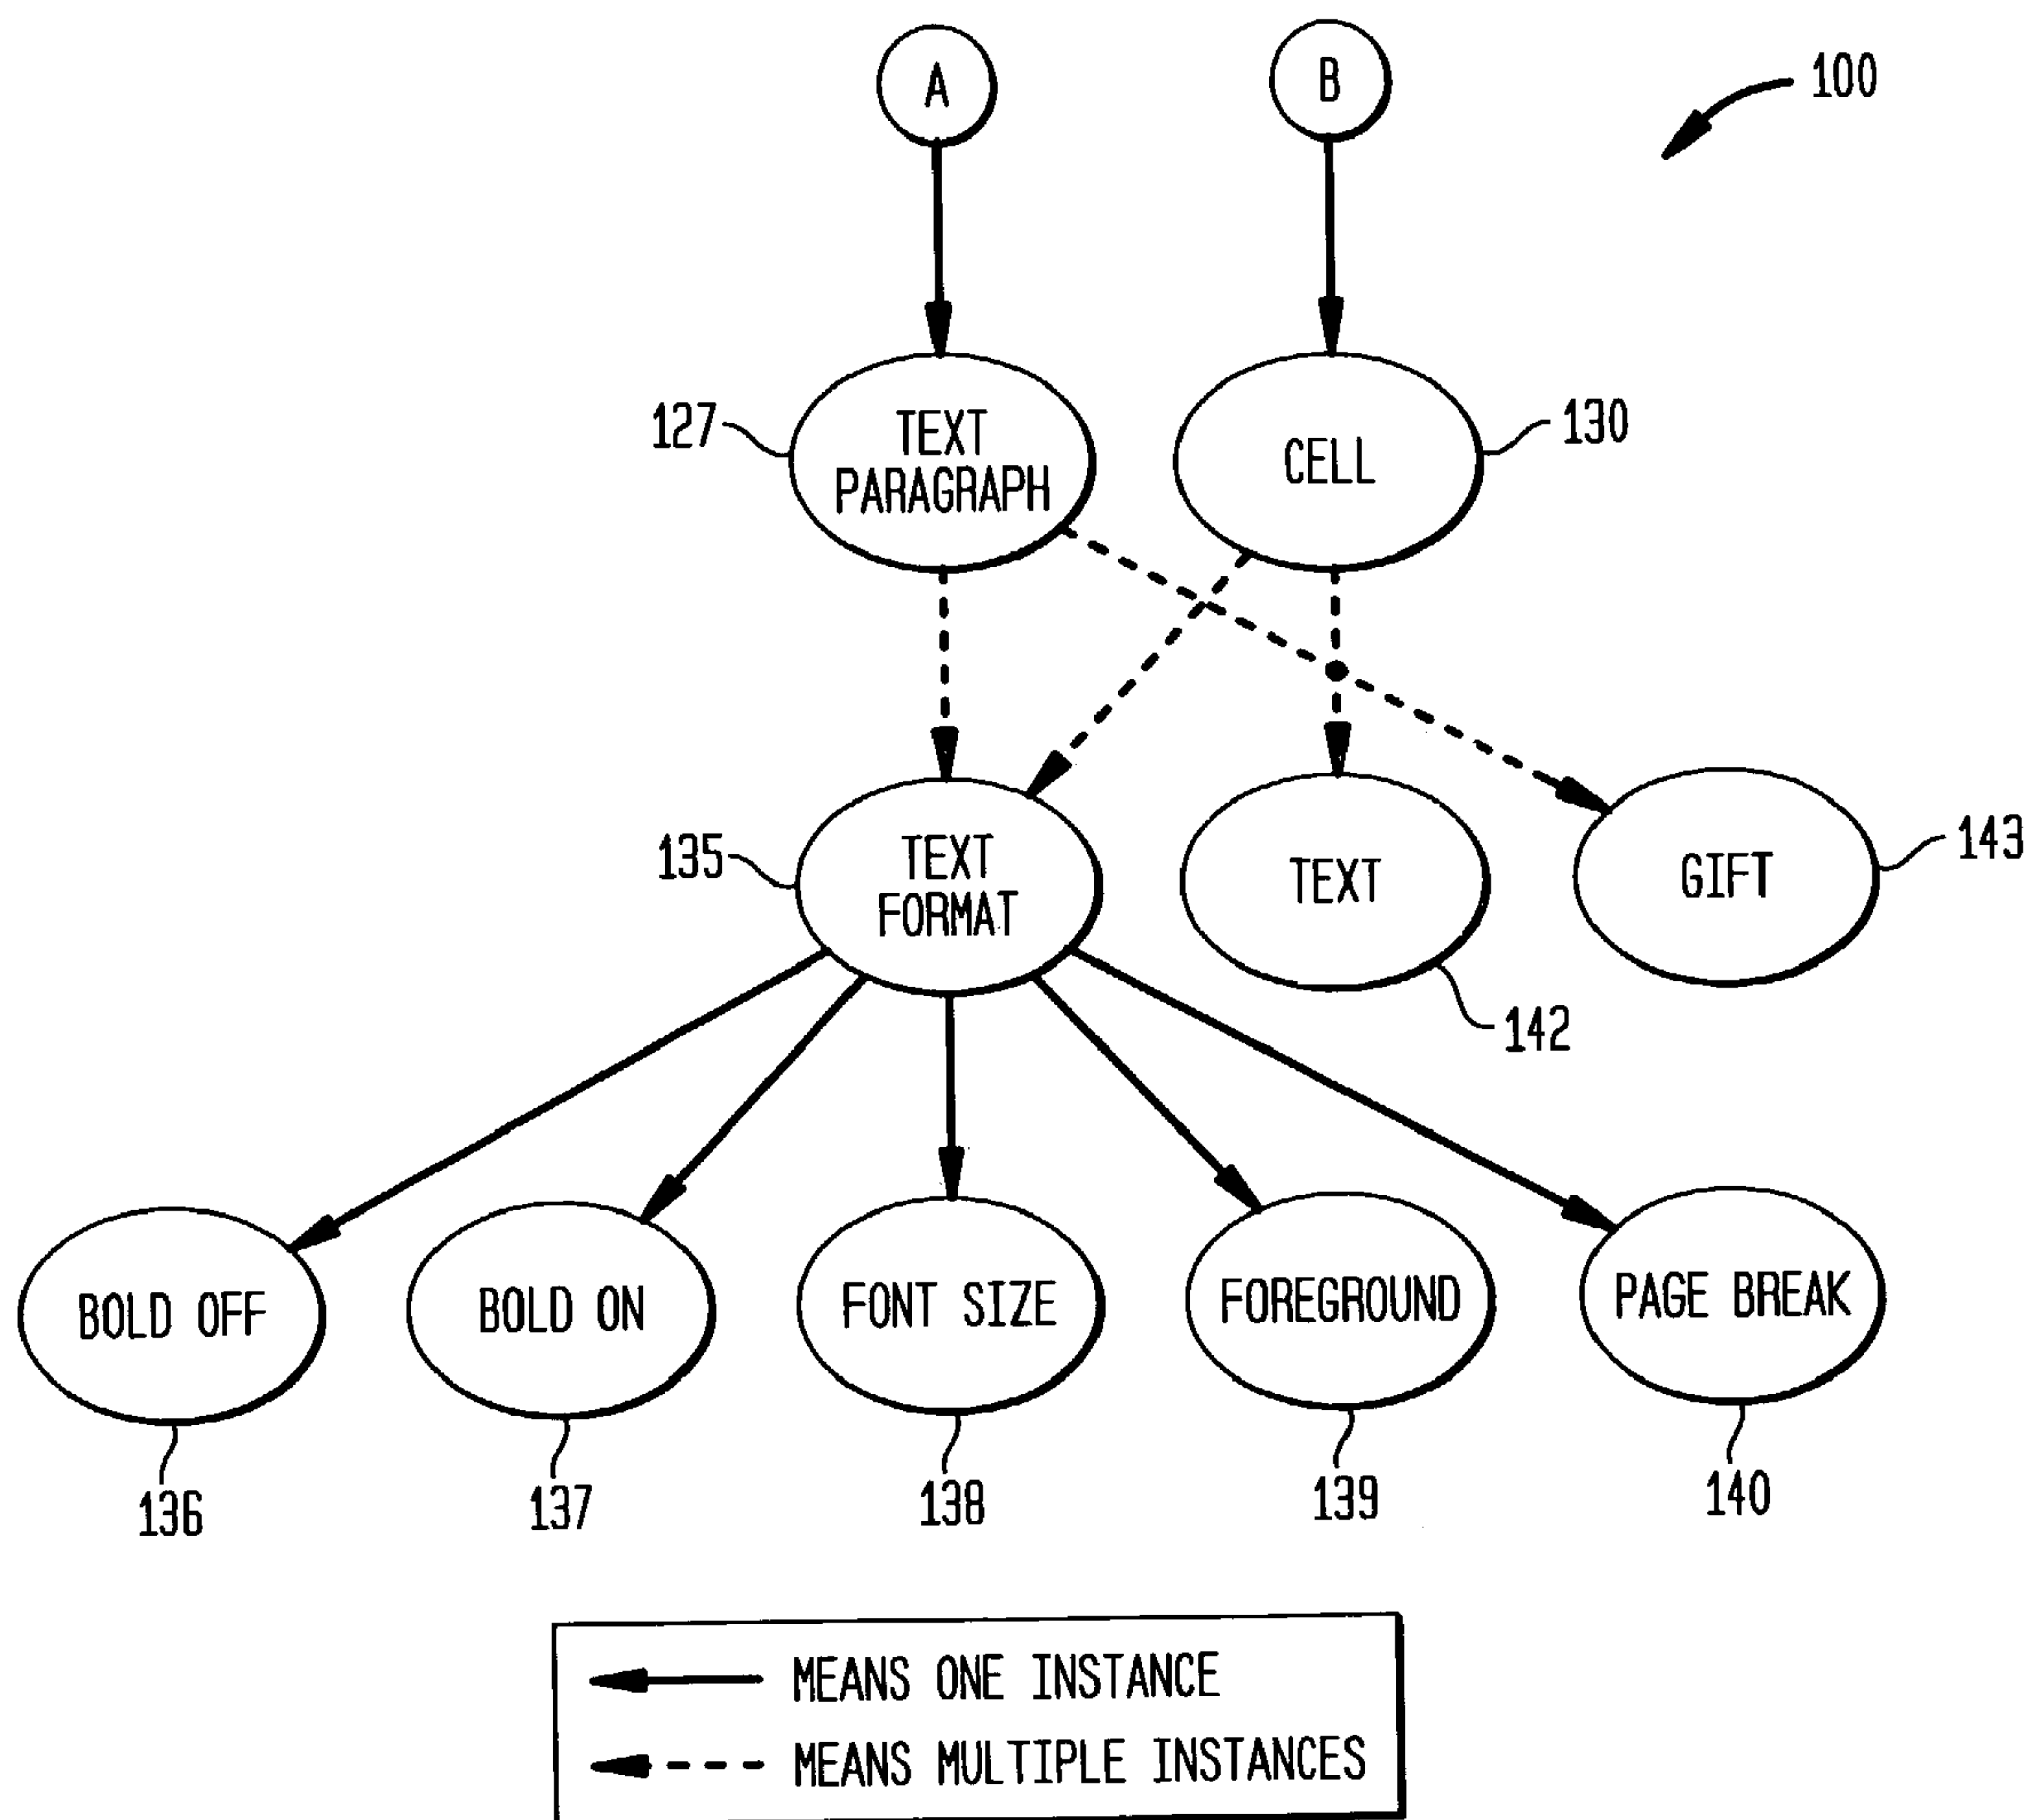 A
B
100
TEXT
PARAGRAPH
127
CELL
130
TEXT
FORMAT
135
TEXT
142
GIFT
143
BOLD OFF
BOLD ON
FONT SIZE
FOREGROUND
PAGE BREAK
136
137
138
139
140
MEANS ONE INSTANCE
MEANS MULTIPLE INSTANCES